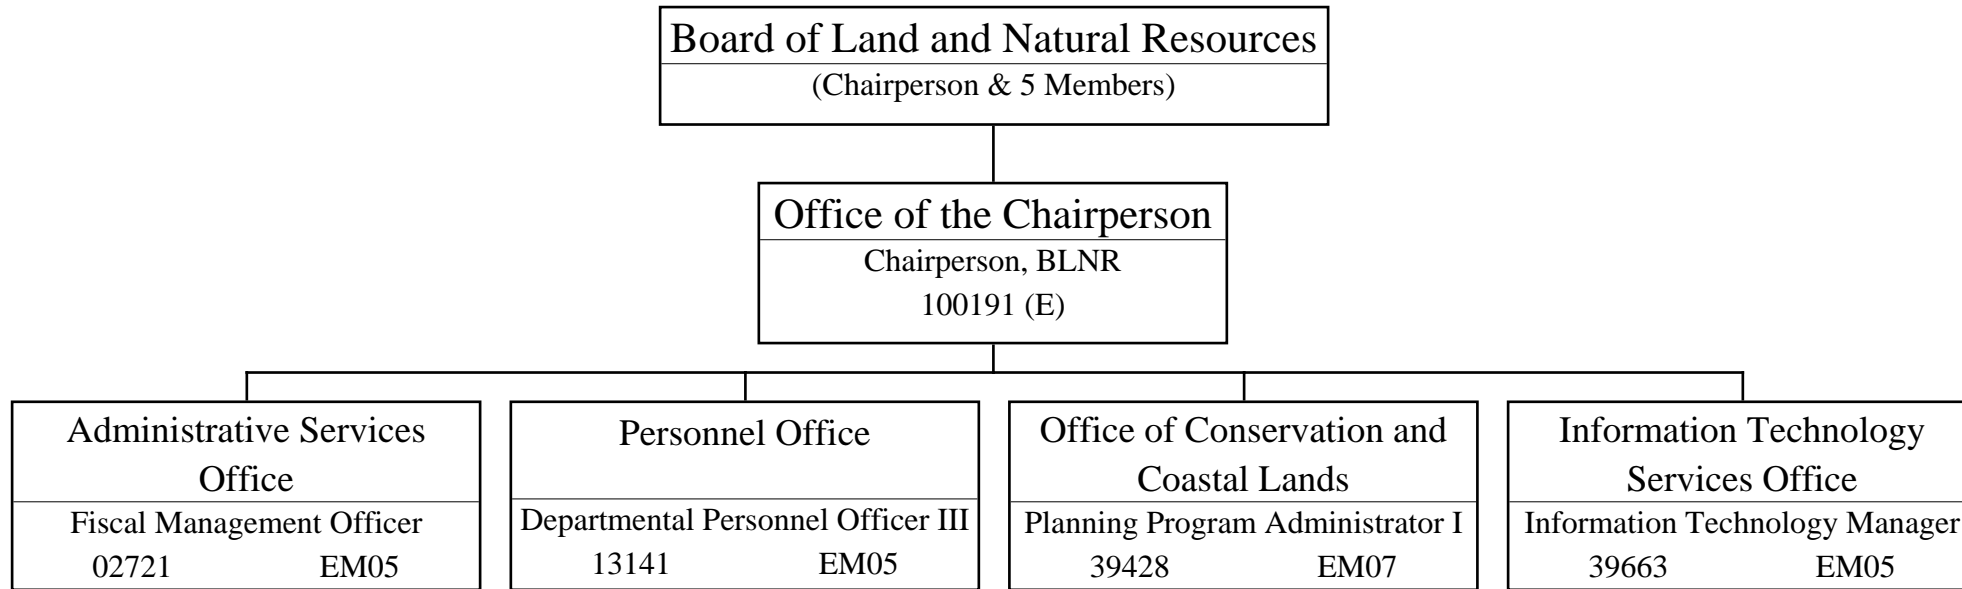 Board of Land and Natural Resources
(Chairperson & 5 Members)
Office of the Chairperson
Chairperson, BLNR
100191 (E)
Administrative Services
Office
Fiscal Management Officer
02721 EM05
Personnel Office
Departmental Personnel Officer III
13141 EM05
Office of Conservation and
Coastal Lands
Planning Program Administrator I
39428 EM07
Information Technology
Services Office
Information Technology Manager
39663 EM05